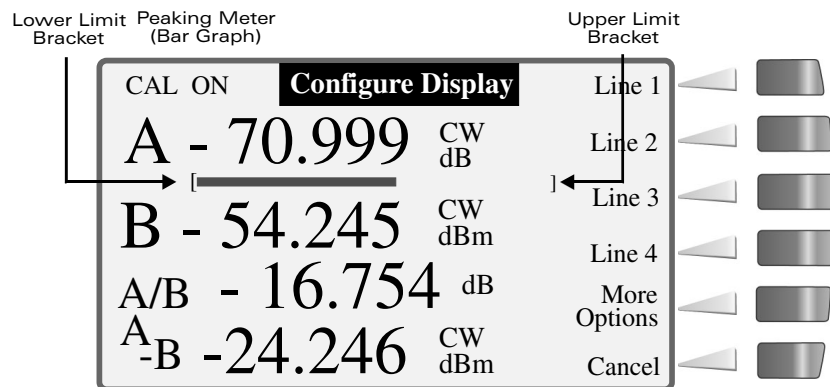 Lower Limit
Bracket
Peaking Meter
(Bar Graph)
Upper Limit
Bracket
CAL ON
Configure Display
Line 1
A - 70.999 CW
dB
Line 2
[ ]
Line 3
B - 54.245 CW
dBm
Line 4
A/B - 16.754 dB
More
Options
A
-B -24.246 CW
dBm
Cancel